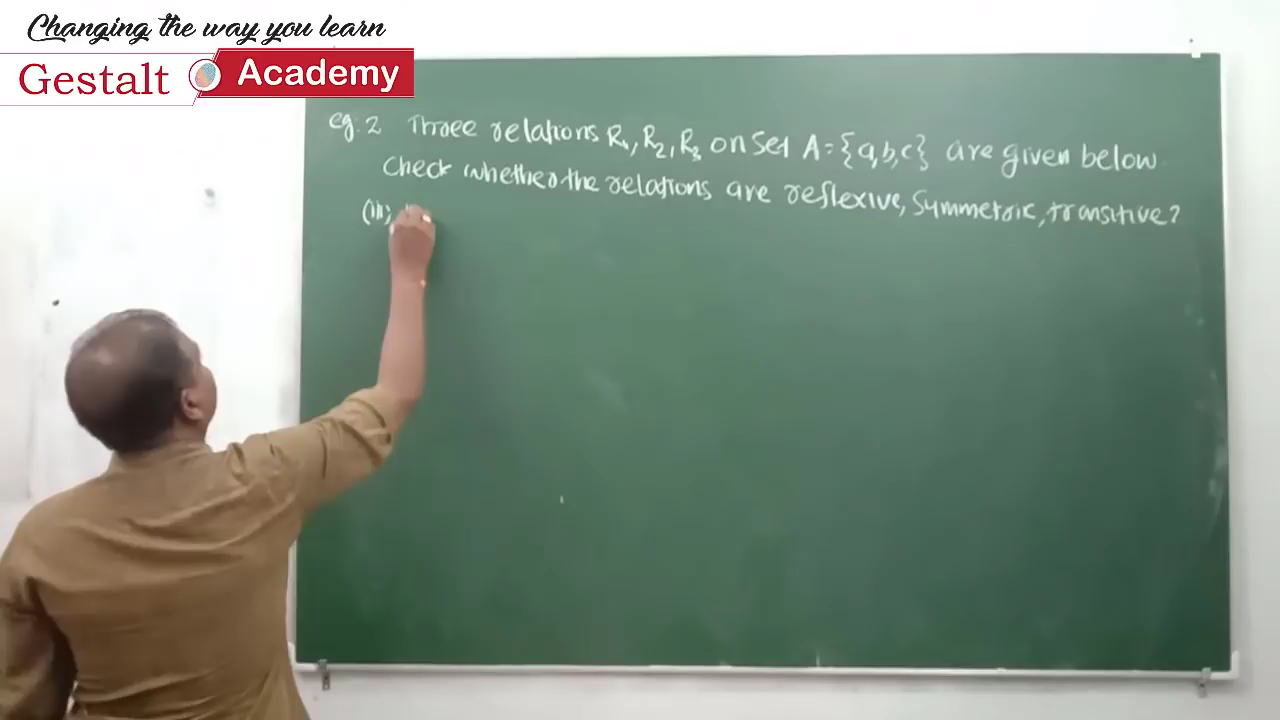 Changing the way you learn
Gestalt Academy
eg: 2 Three relations R₁, R₂, R₃ on Set A = {a,b,c} are given below
Check whether the relations are reflexive, Symmetric, transitive?
(iii)